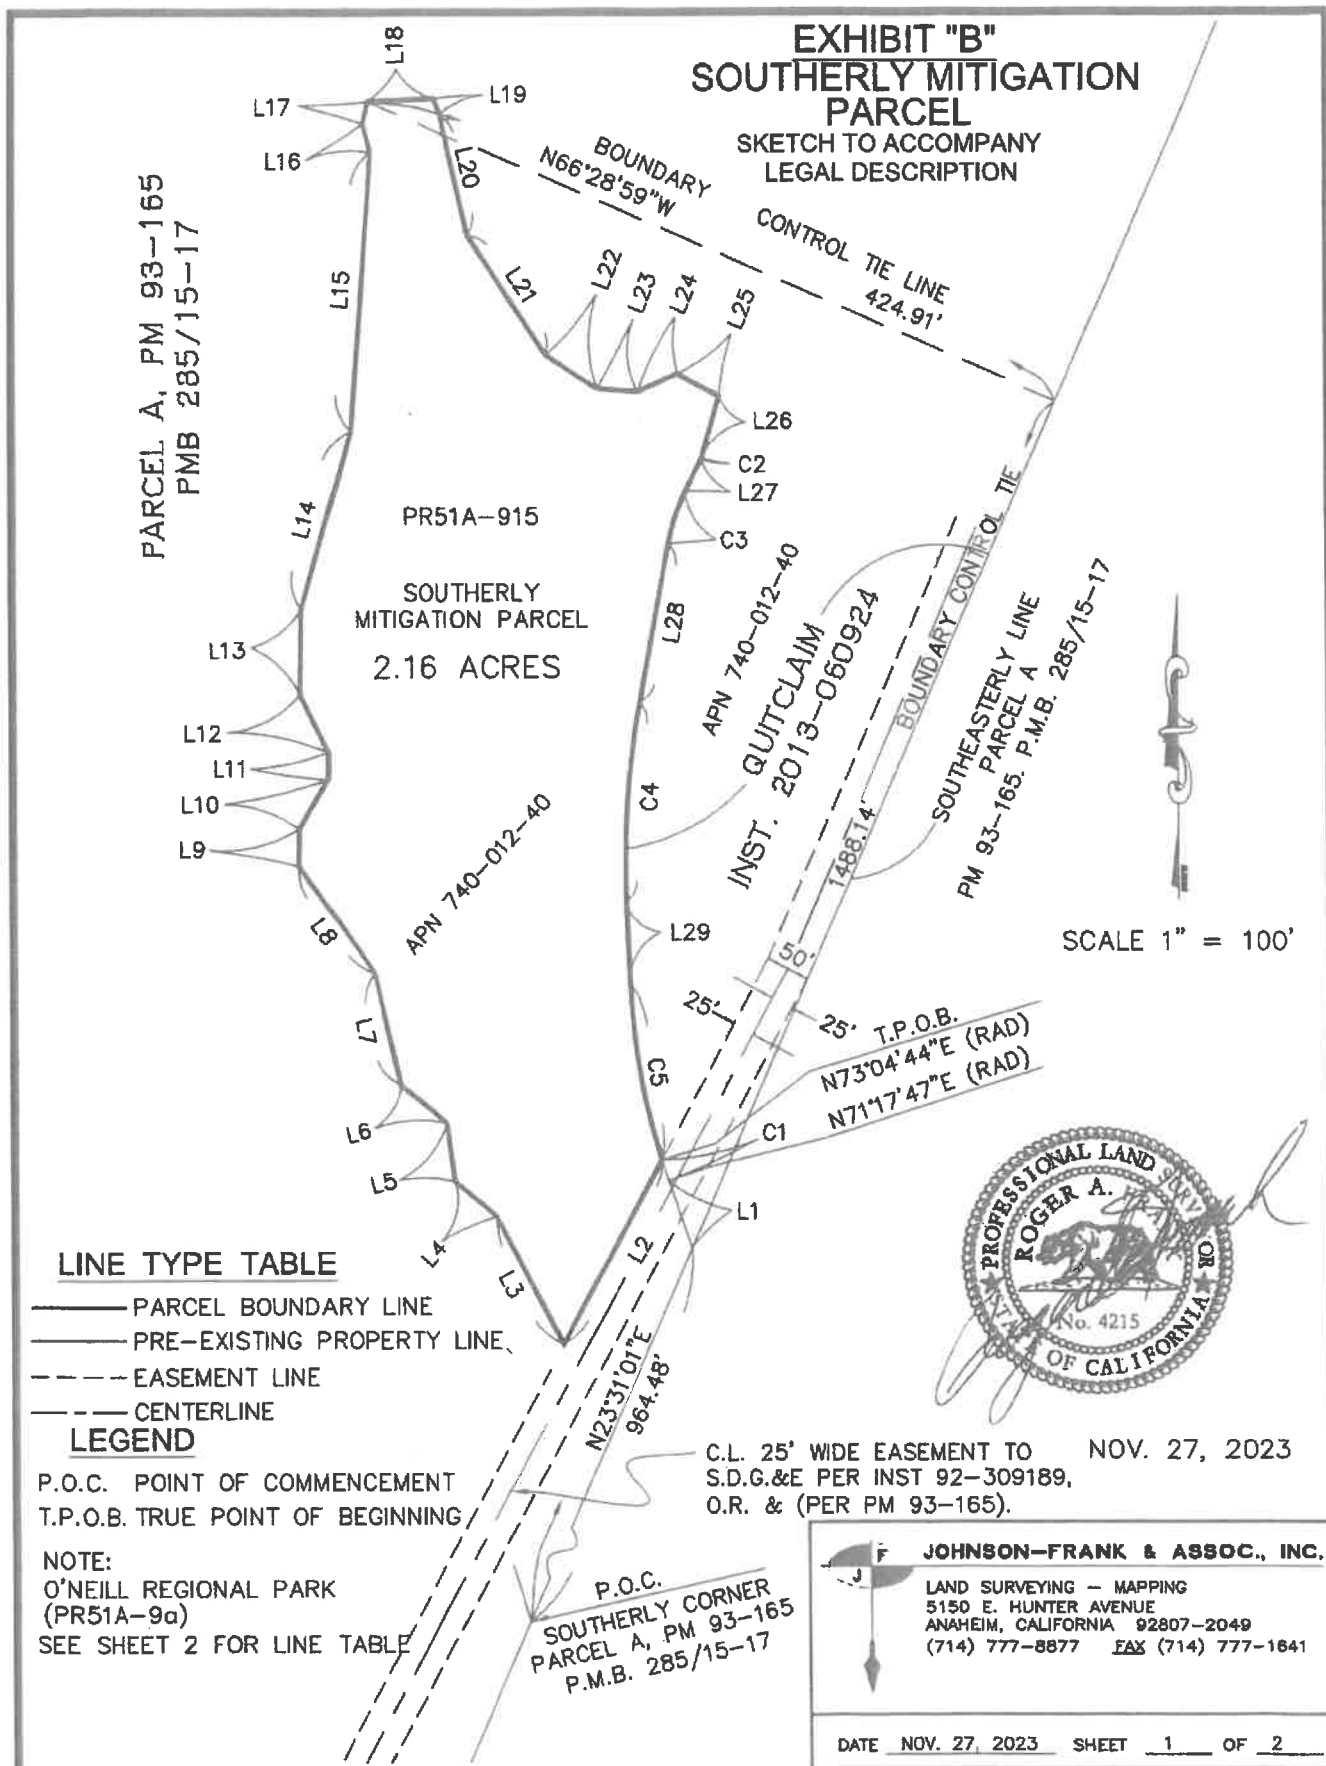 EXHIBIT "B"
SOUTHERLY MITIGATION
PARCEL
SKETCH TO ACCOMPANY
LEGAL DESCRIPTION
L18
L17
L19
L16
L20
BOUNDARY
N66°28'59"W
CONTROL TIE LINE
424.91'
PARCEL A, PM 93-165
PMB 285/15-17
L15
L21
L22
L23
L24
L25
L26
C2
L27
C3
L14
PR51A-915
SOUTHERLY
MITIGATION PARCEL
2.16 ACRES
L28
APN 740-012-40
QUITCLAIM
INST. 2013-060924
BOUNDARY CONTROL TIE
1488.14'
SOUTHEASTERLY LINE
PARCEL A
PM 93-165. P.M.B. 285/15-17
L13
L12
L11
L10
L9
C4
APN 740-012-40
L8
L29
SCALE 1" = 100'
50'
25'
25'
L7
C5
T.P.O.B.
N73°04'44"E (RAD)
N71°17'47"E (RAD)
C1
L6
L5
L1
L4
L3
L2
PROFESSIONAL LAND SURVEYOR
ROGER A.
No. 4215
OF CALIFORNIA
LINE TYPE TABLE
PARCEL BOUNDARY LINE
PRE-EXISTING PROPERTY LINE
EASEMENT LINE
CENTERLINE
N23°31'01"E
964.48'
LEGEND
P.O.C. POINT OF COMMENCEMENT
T.P.O.B. TRUE POINT OF BEGINNING
C.L. 25' WIDE EASEMENT TO
S.D.G.&E PER INST 92-309189,
O.R. & (PER PM 93-165).
NOV. 27, 2023
NOTE:
O'NEILL REGIONAL PARK
(PR51A-9a)
SEE SHEET 2 FOR LINE TABLE
P.O.C.
SOUTHERLY CORNER
PARCEL A, PM 93-165
P.M.B. 285/15-17
F
J
JOHNSON-FRANK & ASSOC., INC.
LAND SURVEYING - MAPPING
5150 E. HUNTER AVENUE
ANAHEIM, CALIFORNIA 92807-2049
(714) 777-8877 FAX (714) 777-1641
DATE NOV. 27, 2023 SHEET 1 OF 2